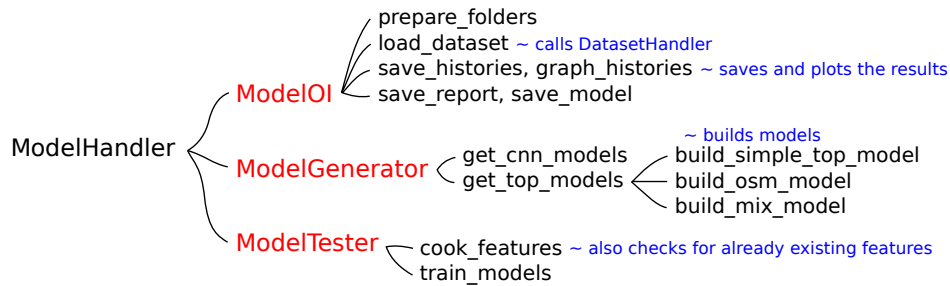 prepare_folders
load_dataset ~ calls DatasetHandler
save_histories, graph_histories ~ saves and plots the results
ModelOI
save_report, save_model
ModelHandler
~ builds models
get_cnn_models
build_simple_top_model
ModelGenerator
get_top_models
build_osm_model
build_mix_model
ModelTester
cook_features ~ also checks for already existing features
train_models